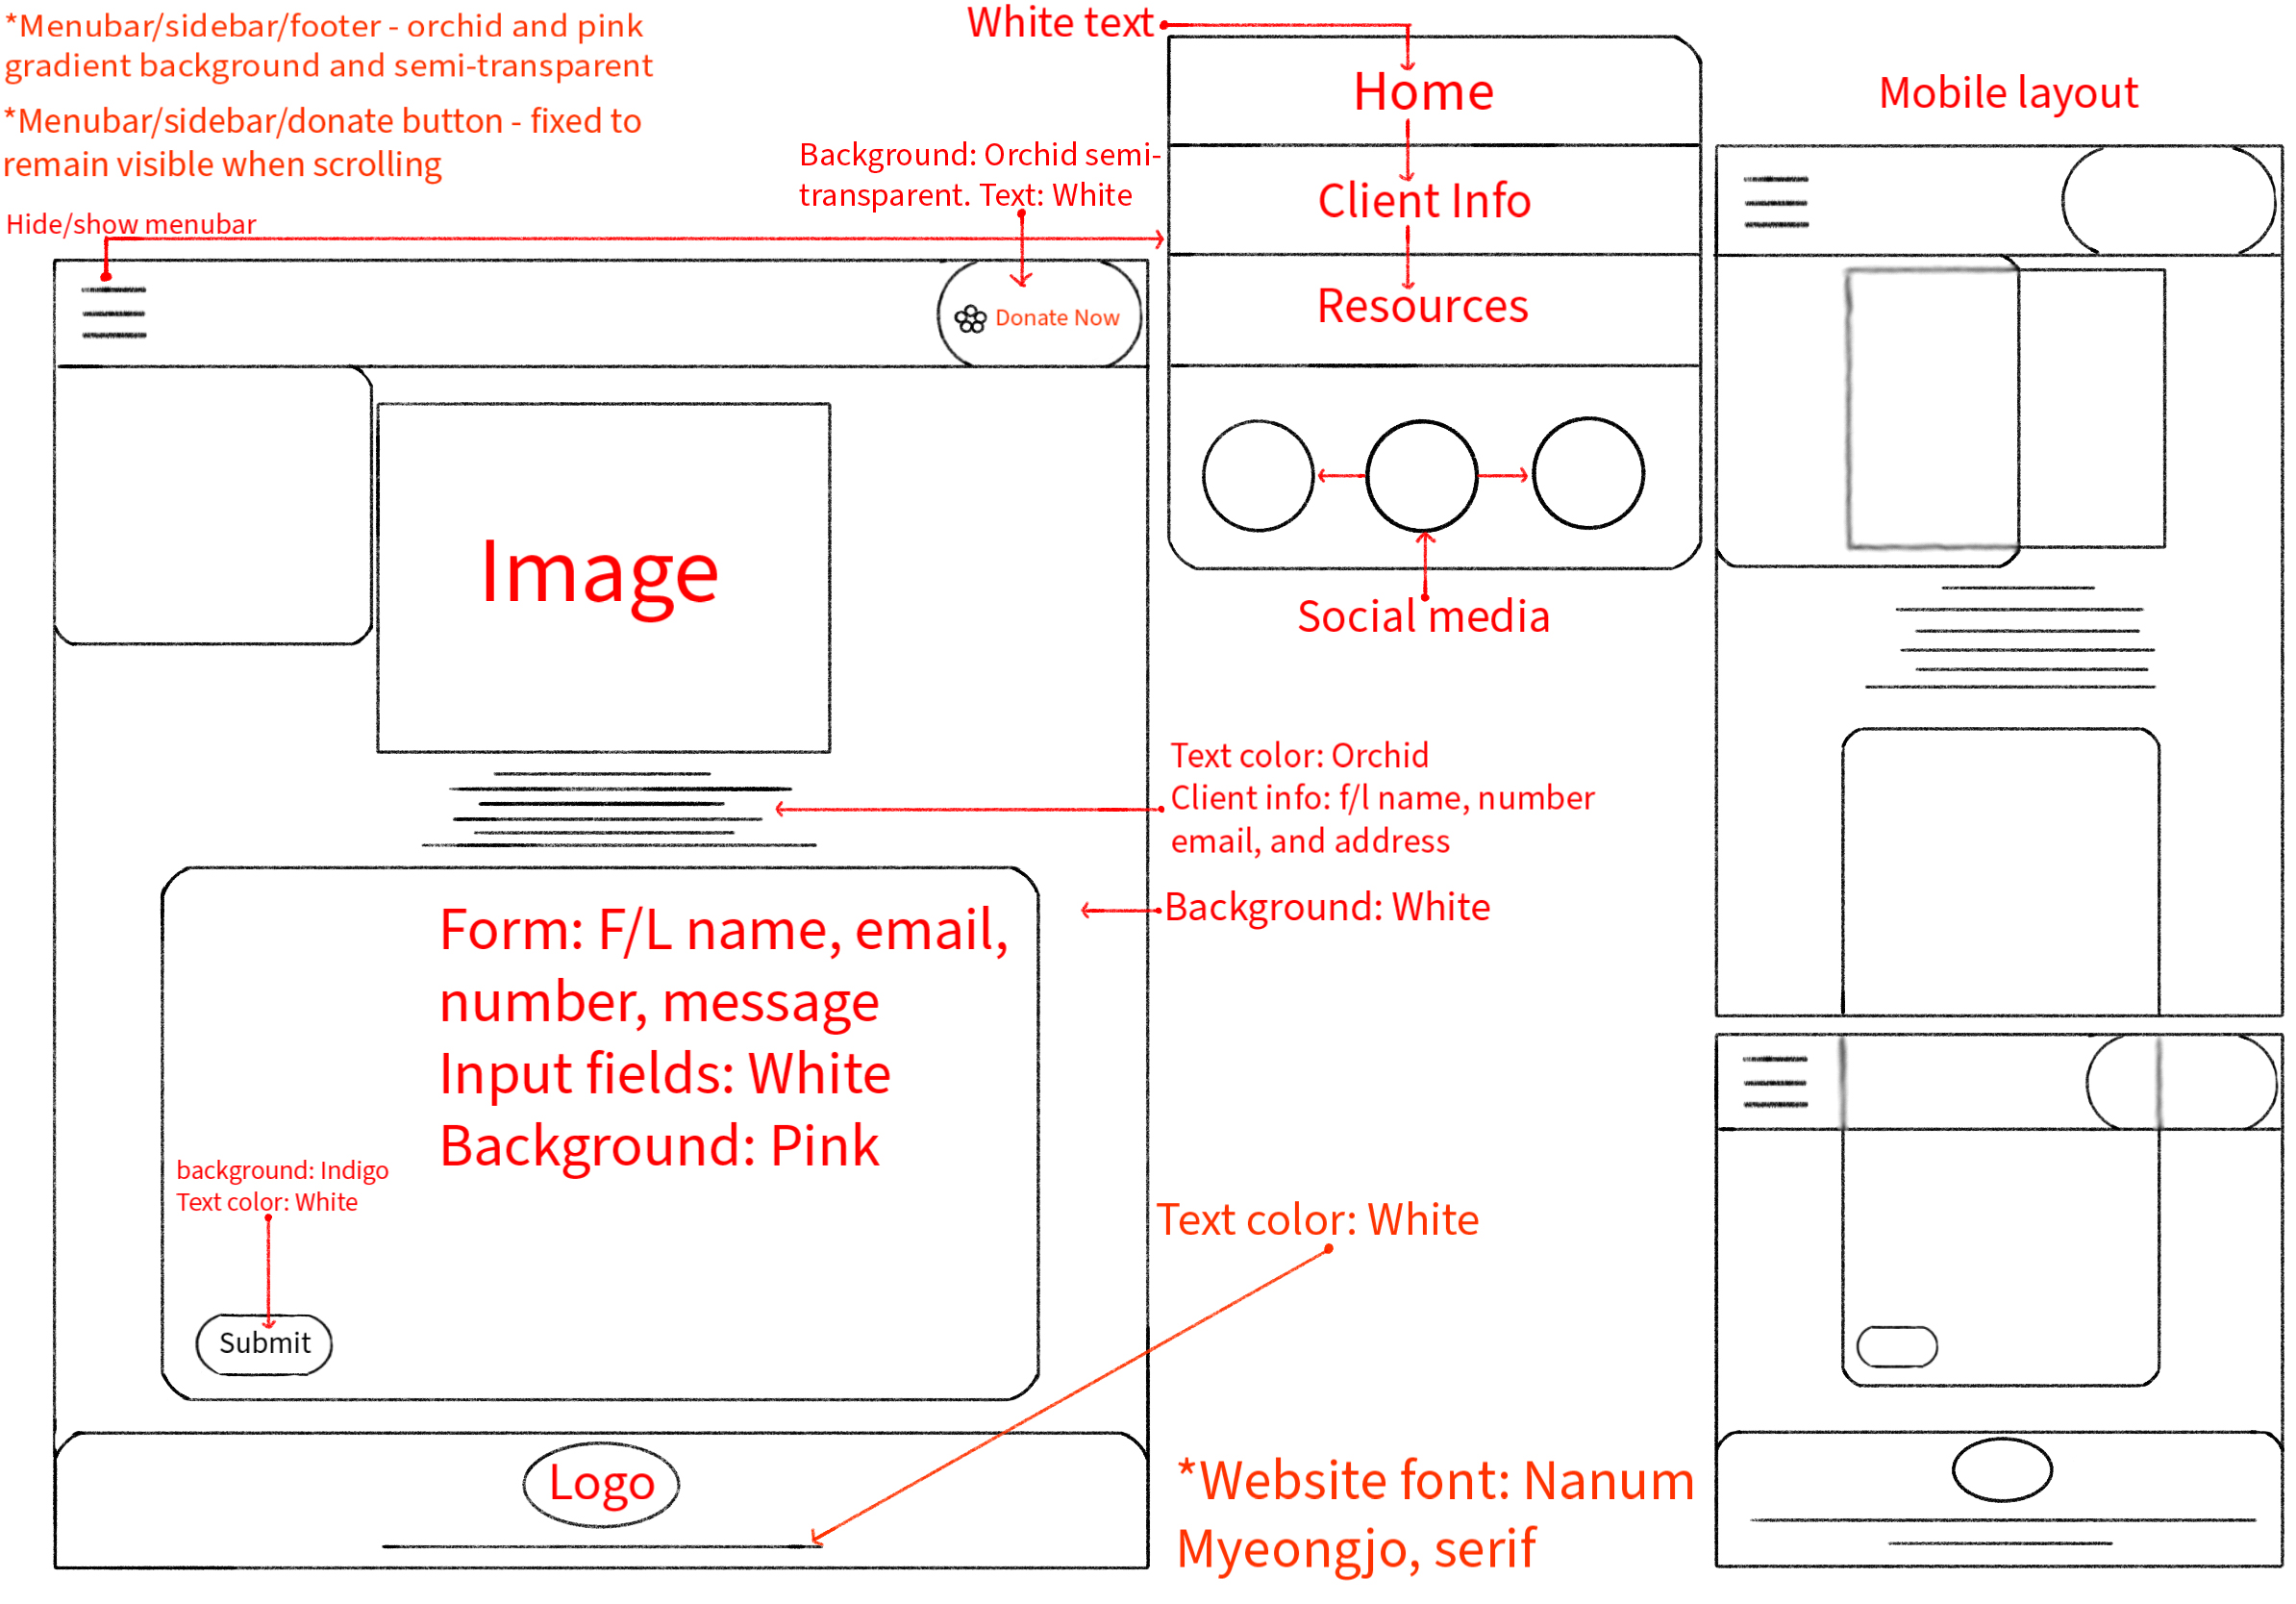 *Menubar/sidebar/footer - orchid and pink
gradient background and semi-transparent
*Menubar/sidebar/donate button - fixed to
remain visible when scrolling
Hide/show menubar
White text
Background: Orchid semi-
transparent. Text: White
Home
Client Info
Resources
Social media
Mobile layout
Donate Now
Image
Text color: Orchid
Client info: f/l name, number
email, and address
Background: White
Form: F/L name, email,
number, message
Input fields: White
Background: Pink
background: Indigo
Text color: White
Submit
Text color: White
Logo
*Website font: Nanum
Myeongjo, serif